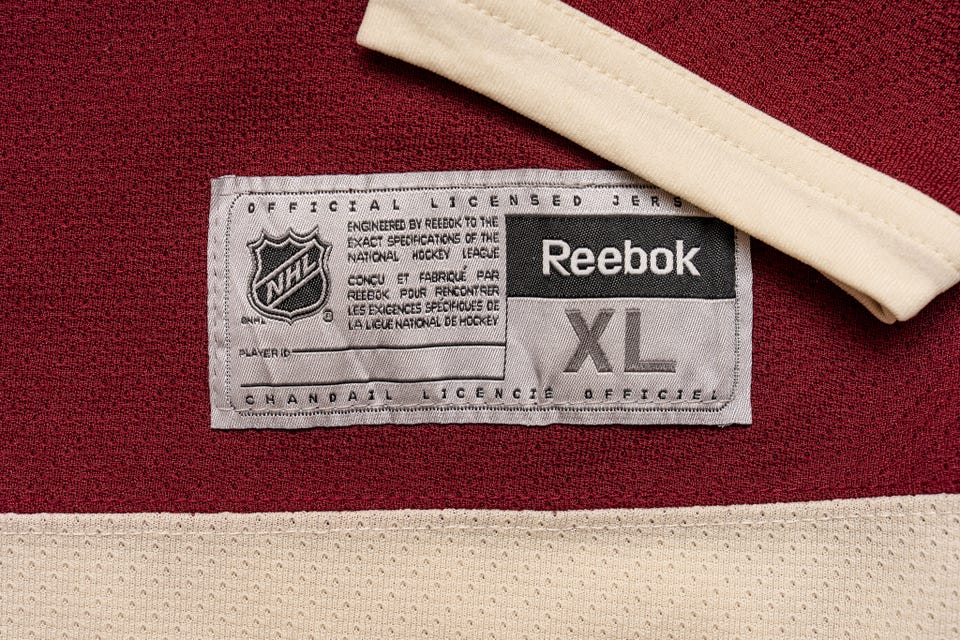 OFFICIAL LICENSED JERS
NHL
®NHL
®
ENGINEERED BY REEBOK TO THE
EXACT SPECIFICATIONS OF THE
NATIONAL HOCKEY LEAGUE
CONÇU ET FABRIQUÉ PAR
REEBOK POUR RENCONTRER
LES EXIGENCES SPÉCIFIQUES DE
LA LIGUE NATIONAL DE HOCKEY
Reebok
XL
PLAYER ID
CHANDAIL LICENCIÉ OFFICIEL